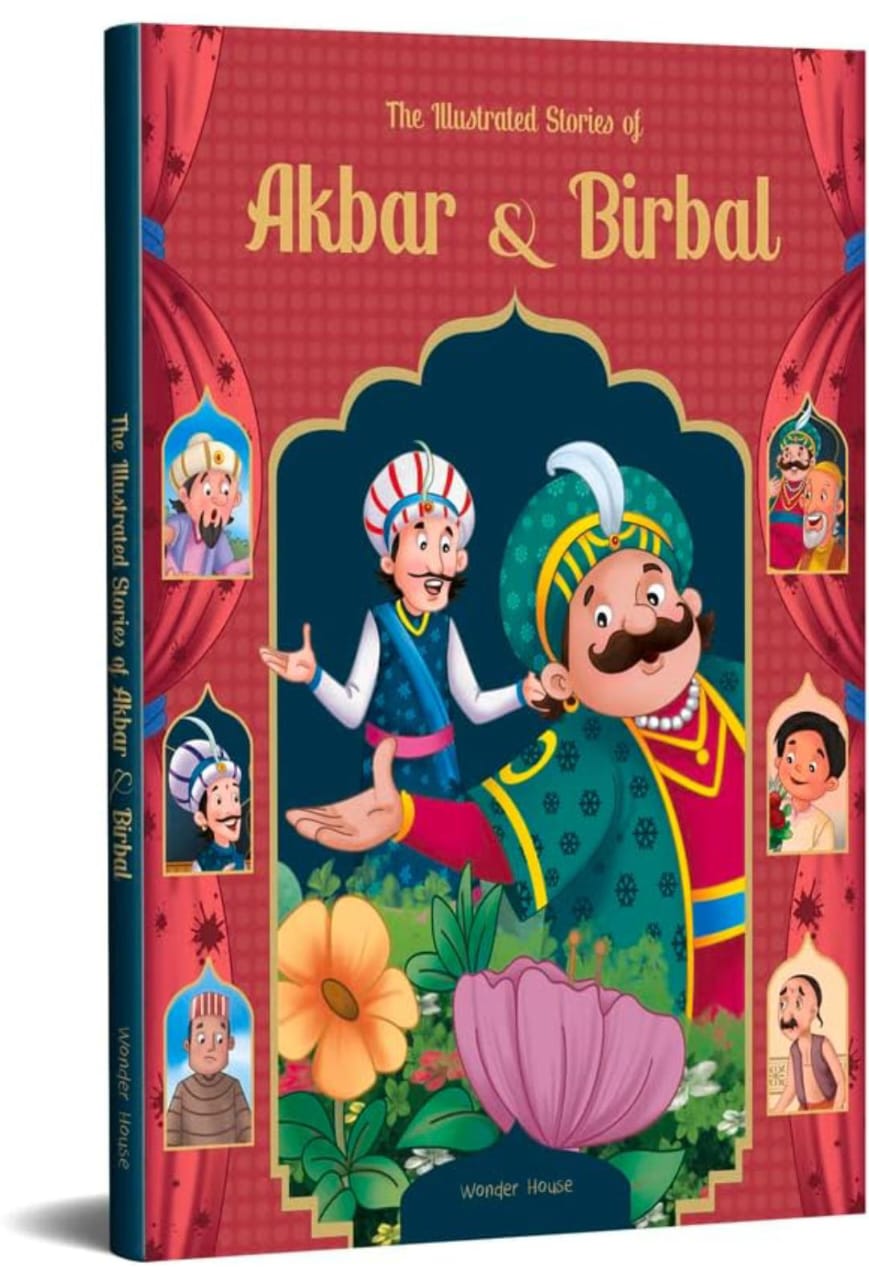 The Illustrated Stories of
Akbar & Birbal
Wonder House
The Illustrated Stories of Akbar & Birbal
Wonder House